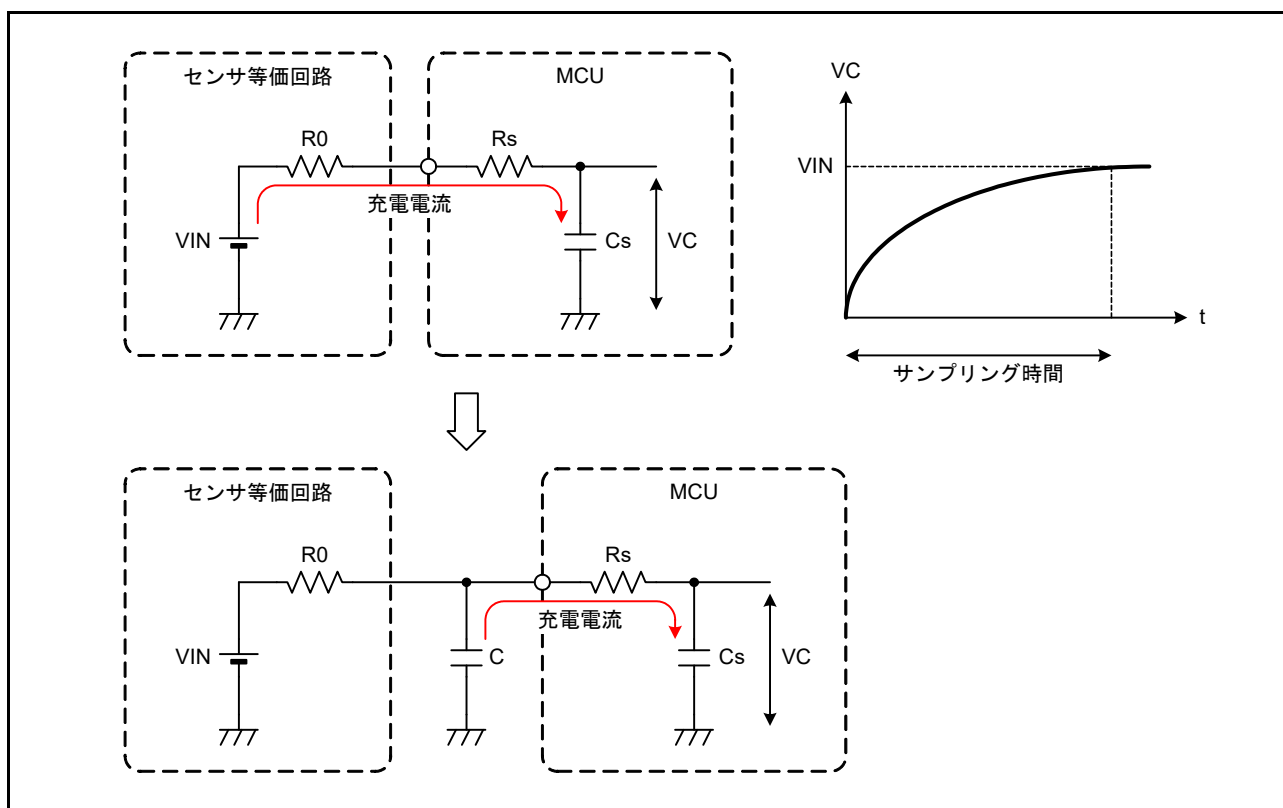 センサ等価回路
MCU
R0
Rs
充電電流
VIN
Cs
VC
VC
VIN
t
サンプリング時間
センサ等価回路
MCU
R0
Rs
充電電流
VIN
C
Cs
VC